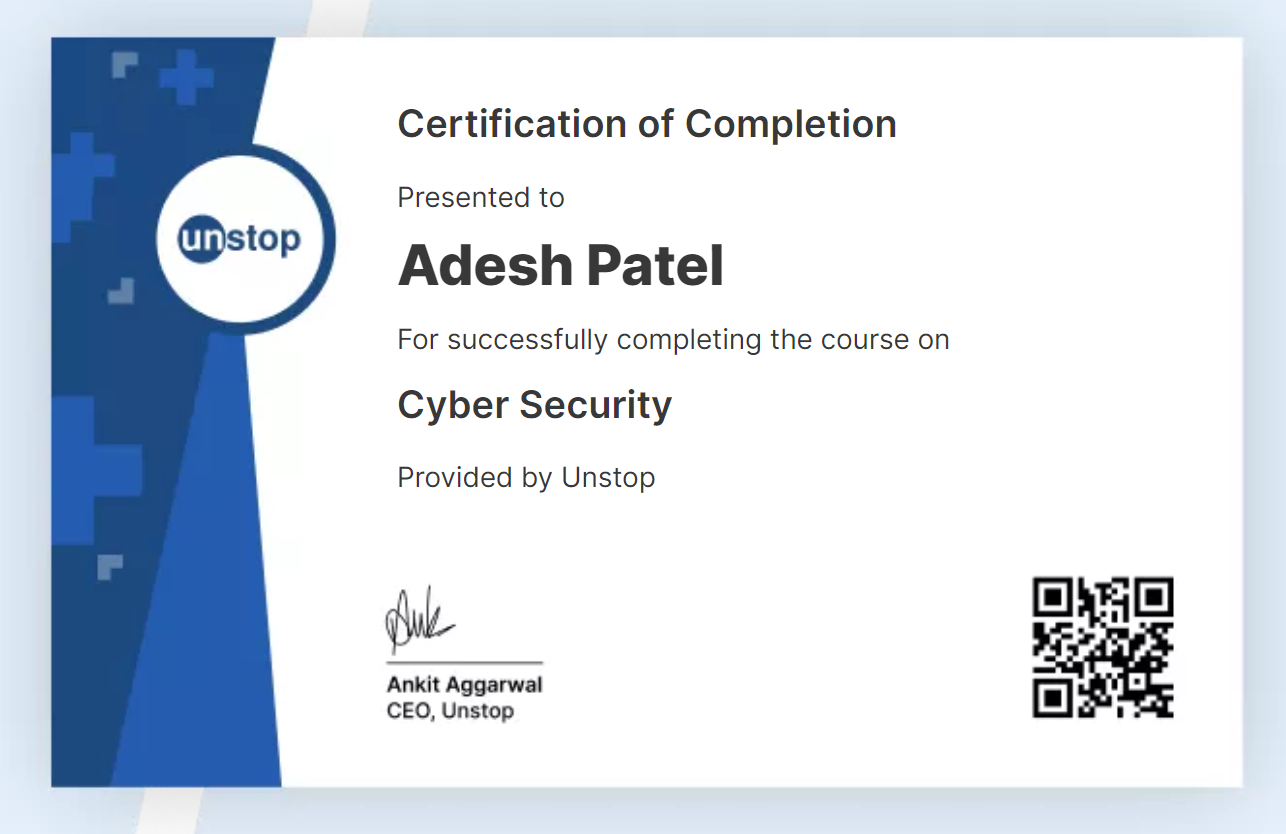 unstop
Certification of Completion
Presented to
Adesh Patel
For successfully completing the course on
Cyber Security
Provided by Unstop
Ankit Aggarwal
CEO, Unstop